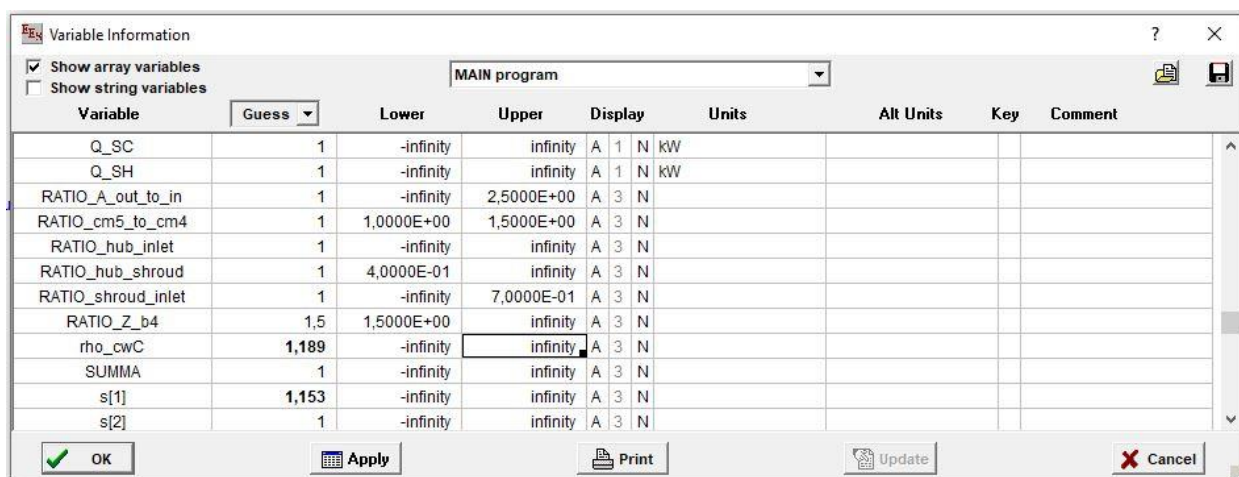 EES Variable Information ? X
Show array variables
Show string variables
MAIN program
Variable Guess Lower Upper Display Units Alt Units Key Comment
Q_SC 1 -infinity infinity A 1 N kW
Q_SH 1 -infinity infinity A 1 N kW
RATIO_A_out_to_in 1 -infinity 2,5000E+00 A 3 N
RATIO_cm5_to_cm4 1 1,0000E+00 1,5000E+00 A 3 N
RATIO_hub_inlet 1 -infinity infinity A 3 N
RATIO_hub_shroud 1 4,0000E-01 infinity A 3 N
RATIO_shroud_inlet 1 -infinity 7,0000E-01 A 3 N
RATIO_Z_b4 1,5 1,5000E+00 infinity A 3 N
rho_cwC 1,189 -infinity infinity A 3 N
SUMMA 1 -infinity infinity A 3 N
s[1] 1,153 -infinity infinity A 3 N
s[2] 1 -infinity infinity A 3 N
OK Apply Print Update Cancel